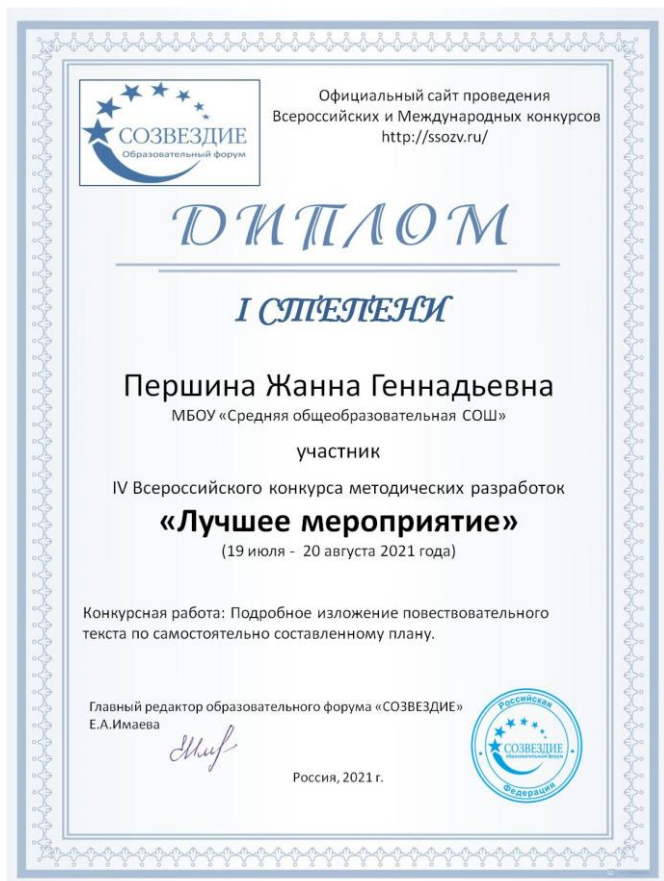 СОЗВЕЗДИЕ
Образовательный форум
Официальный сайт проведения
Всероссийских и Международных конкурсов
http://ssozv.ru/
ДИПЛОМ
I СТЕПЕНИ
Першина Жанна Геннадьевна
МБОУ «Средняя общеобразовательная СОШ»
участник
IV Всероссийского конкурса методических разработок
«Лучшее мероприятие»
(19 июля - 20 августа 2021 года)
Конкурсная работа: Подробное изложение повествовательного
текста по самостоятельно составленному плану.
Главный редактор образовательного форума «СОЗВЕЗДИЕ»
Е.А.Имаева
Россия, 2021 г.
Российская
СОЗВЕЗДИЕ
Образовательный форум
Федерация